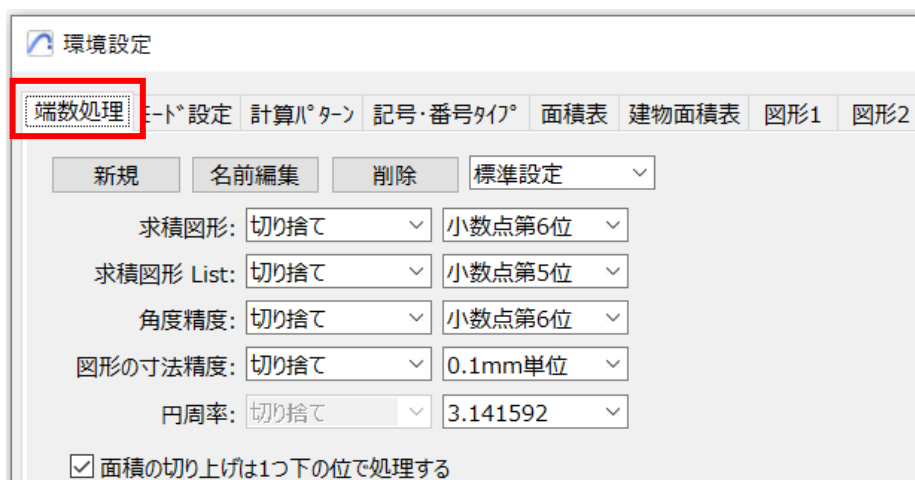 環境設定
端数処理 ﾓｰﾄﾞ設定 計算ﾊﾟﾀｰﾝ 記号･番号ﾀｲﾌﾟ 面積表 建物面積表 図形1 図形2
新規 名前編集 削除 標準設定
求積図形: 切り捨て 小数点第6位
求積図形 List: 切り捨て 小数点第5位
角度精度: 切り捨て 小数点第6位
図形の寸法精度: 切り捨て 0.1mm単位
円周率: 切り捨て 3.141592
面積の切り上げは1つ下の位で処理する